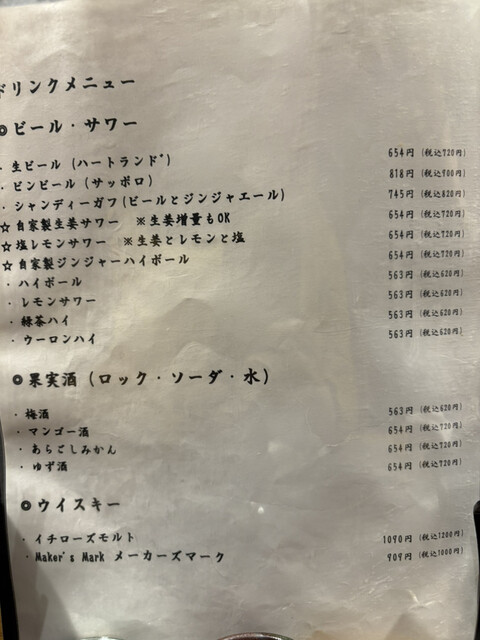 ドリンクメニュー
◎ビール・サワー
・生ビール (ハートランド) 654円 (税込720円)
・ビンビール (サッポロ) 818円 (税込900円)
・シャンディーガフ(ビールとジンジャエール) 745円 (税込820円)
☆自家製生姜サワー ※生姜増量もOK 654円 (税込720円)
☆塩レモンサワー ※生姜とレモンと塩 654円 (税込720円)
☆自家製ジンジャーハイボール 654円 (税込720円)
・ハイボール 563円 (税込620円)
・レモンサワー 563円 (税込620円)
・緑茶ハイ 563円 (税込620円)
・ウーロンハイ 563円 (税込620円)
◎果実酒 (ロック・ソーダ・水)
・梅酒 563円 (税込620円)
・マンゴー酒 654円 (税込720円)
・あらごしみかん 654円 (税込720円)
・ゆず酒 654円 (税込720円)
◎ウイスキー
・イチローズモルト 1090円 (税込1200円)
・Maker's Mark メーカーズマーク 909円 (税込1000円)